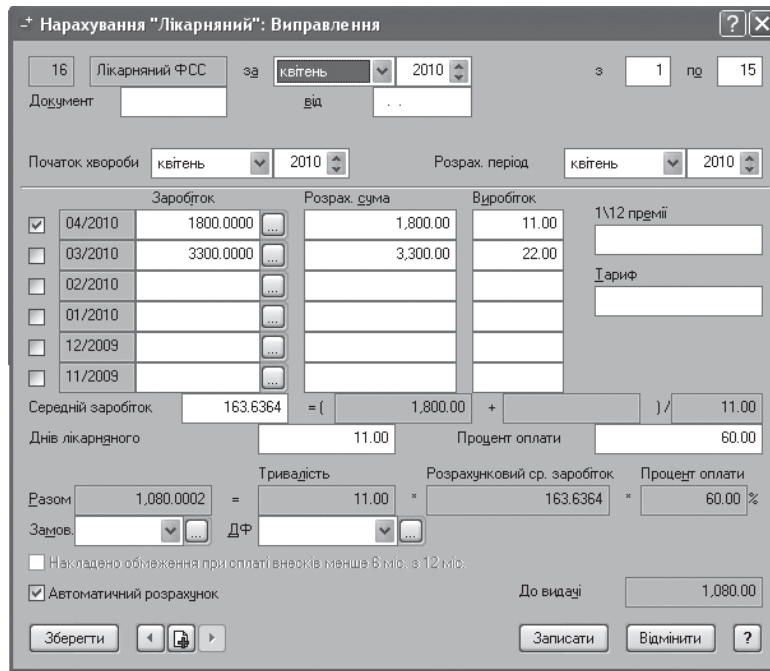 Нарахування "Лікарняний": Виправлення
16 Лікарняний ФСС за квітень 2010 з 1 по 15
Документ від . .
Початок хвороби квітень 2010 Розрах. період квітень 2010
Заробіток Розрах. сума Виробіток
04/2010 1800.0000 ... 1,800.00 11.00 1\12 премії
03/2010 3300.0000 ... 3,300.00 22.00
02/2010 ... Тариф
01/2010 ...
12/2009 ...
11/2009 ...
Середній заробіток 163.6364 = ( 1,800.00 + ) / 11.00
Днів лікарняного 11.00 Процент оплати 60.00
Тривалість Розрахунковий ср. заробіток Процент оплати
Разом 1,080.0002 = 11.00 * 163.6364 * 60.00 %
Замов. ... ДФ ...
Накладено обмеження при сплаті внесків менше 6 міс. з 12 міс.
Автоматичний розрахунок До видачі 1,080.00
Зберегти Записати Відмінити ?